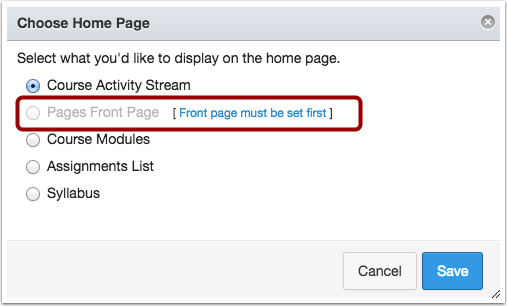 Choose Home Page
Select what you'd like to display on the home page.
Course Activity Stream
Pages Front Page [ Front page must be set first ]
Course Modules
Assignments List
Syllabus
Cancel Save